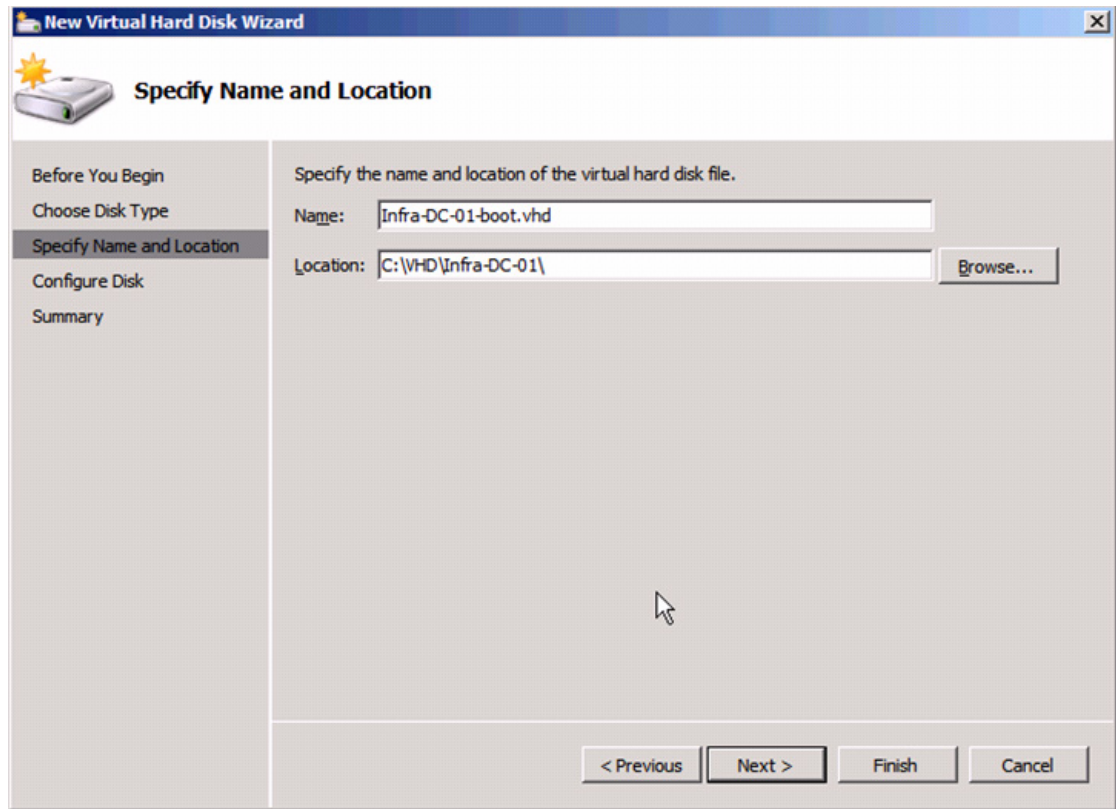 New Virtual Hard Disk Wizard
Specify Name and Location
Before You Begin
Choose Disk Type
Specify Name and Location
Configure Disk
Summary
Specify the name and location of the virtual hard disk file.
Name: Infra-DC-01-boot.vhd
Location: C:\VHD\Infra-DC-01\ Browse...
< Previous Next > Finish Cancel